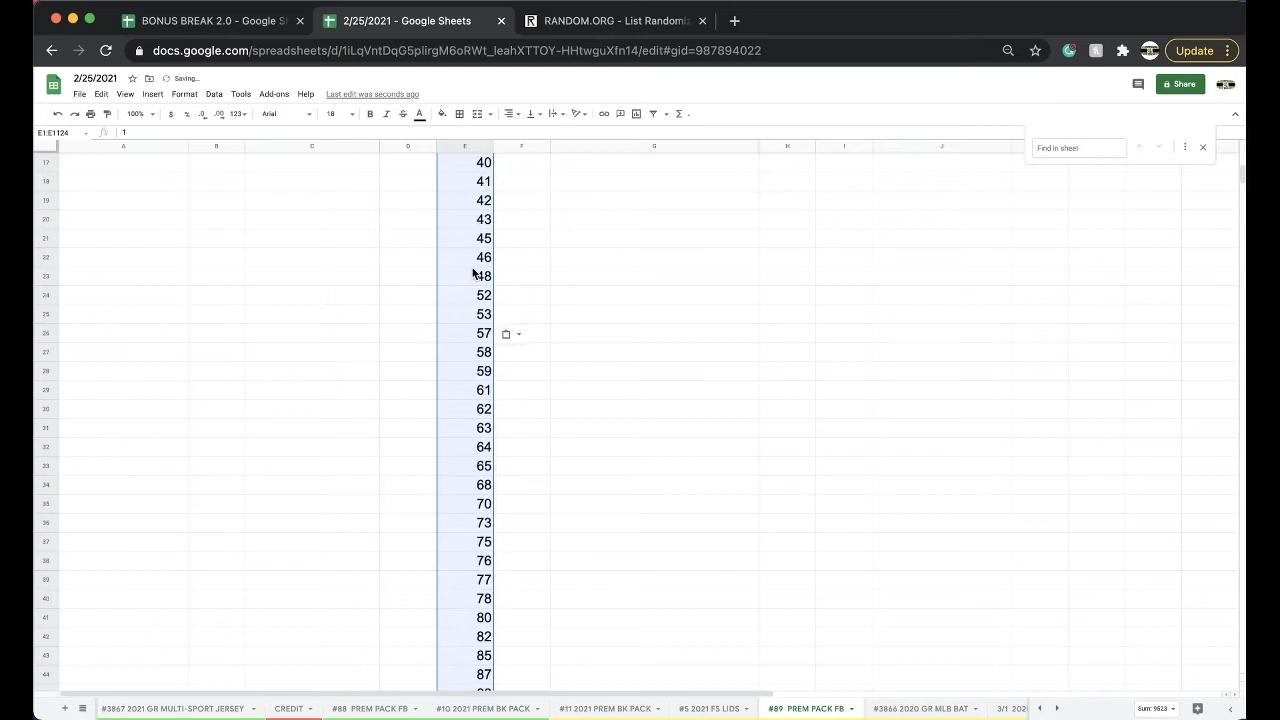 BONUS BREAK 2.0 - Google S
2/25/2021 - Google Sheets
RANDOM.ORG - List Randomiz
docs.google.com/spreadsheets/d/1iLqVntDqG5plirgM6oRWt_IeahXTTOY-HHtwguXfn14/edit#gid=987894022
Update
2/25/2021
Saving...
File Edit View Insert Format Data Tools Add-ons Help Last edit was seconds ago
Share
100% $ % .0 .00 123 Arial 18 B I S A
E1:E1124 fx 1
Find in sheet
A B C D E F G H I J
17 40
18 41
19 42
20 43
21 45
22 46
23 48
24 52
25 53
26 57
27 58
28 59
29 61
30 62
31 63
32 64
33 65
34 68
35 70
36 73
37 75
38 76
39 77
40 78
41 80
42 82
43 85
44 87
#3867 2021 GR MULTI-SPORT JERSEY CREDIT #88 PREM PACK FB #10 2021 PREM BK PACK #11 2021 PREM BK PACK #5 2021 FS LIDS #89 PREM PACK FB #3866 2020 GR MLB BAT 3/1 202
Sum: 9523